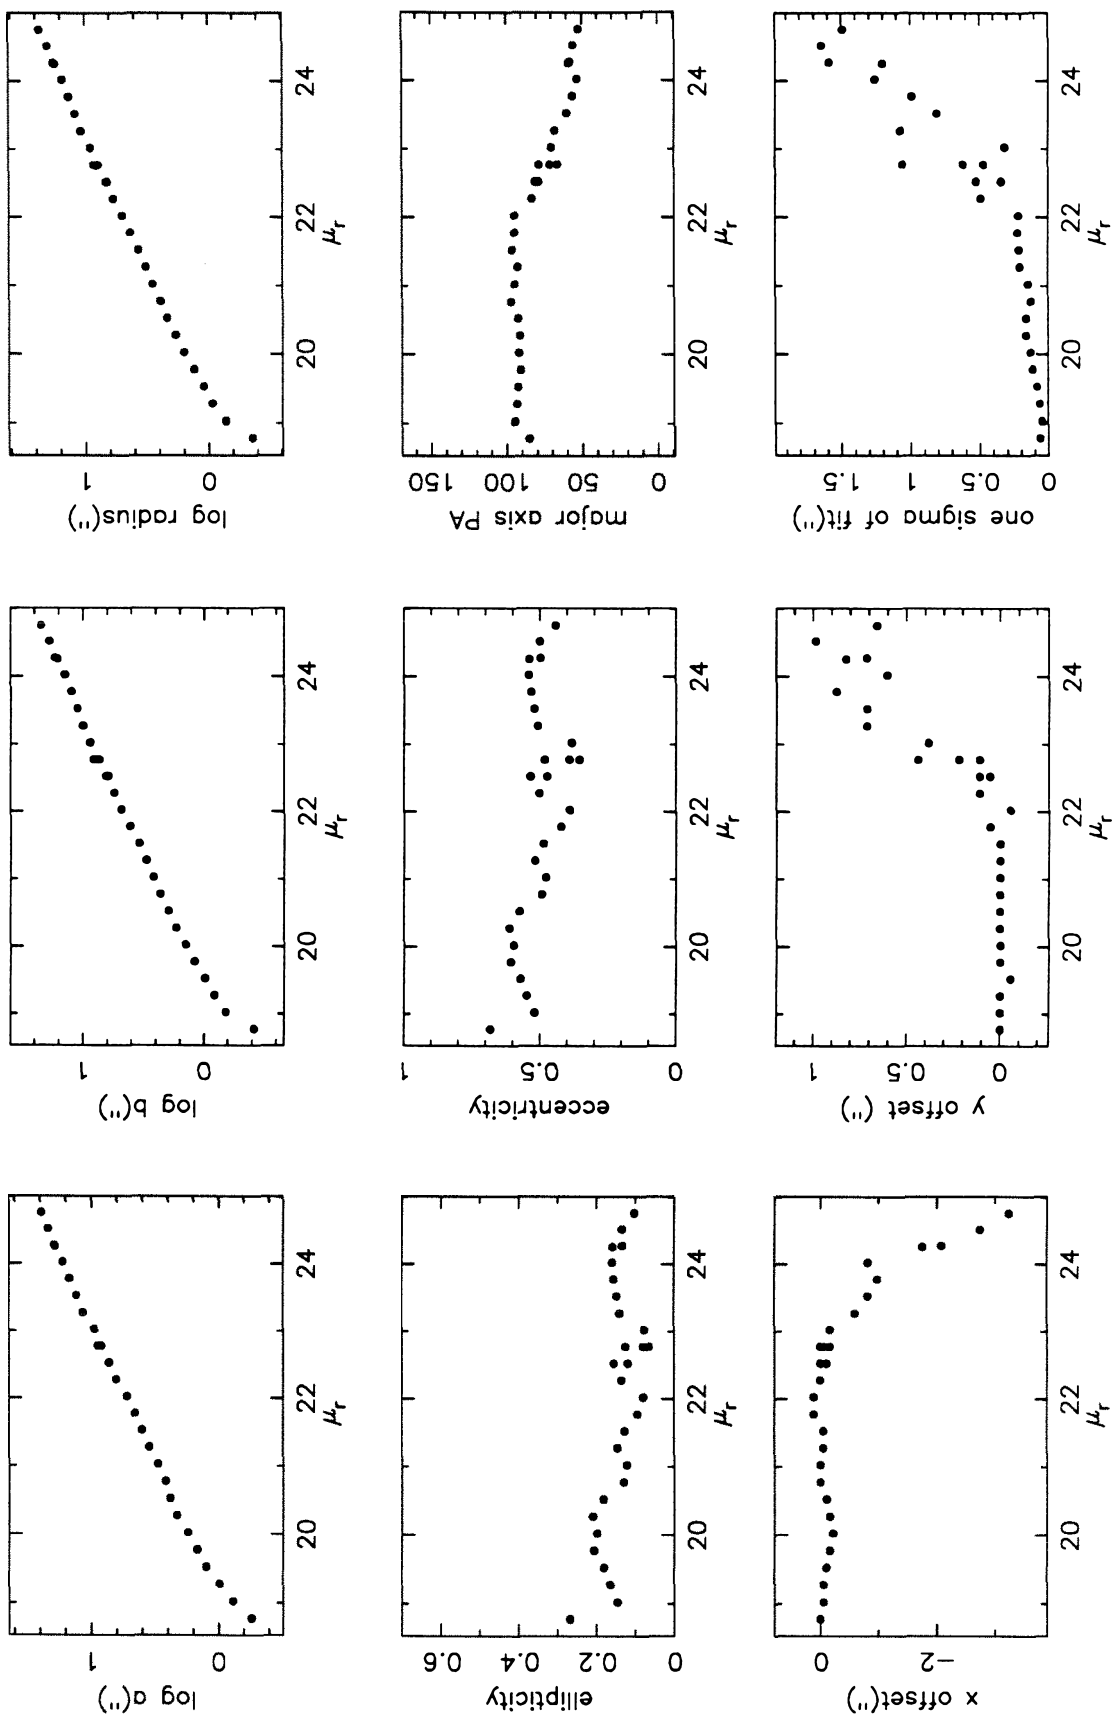 log a(")
1
0
20
22
24
μr
log b(")
1
0
20
22
24
μr
log radius(")
1
0
20
22
24
μr
ellipticity
0.6
0.4
0.2
0
20
22
24
μr
eccentricity
1
0.5
0
20
22
24
μr
major axis PA
150
100
50
0
20
22
24
μr
x offset(")
0
−2
20
22
24
μr
y offset (")
1
0.5
0
20
22
24
μr
one sigma of fit(")
1.5
1
0.5
0
20
22
24
μr